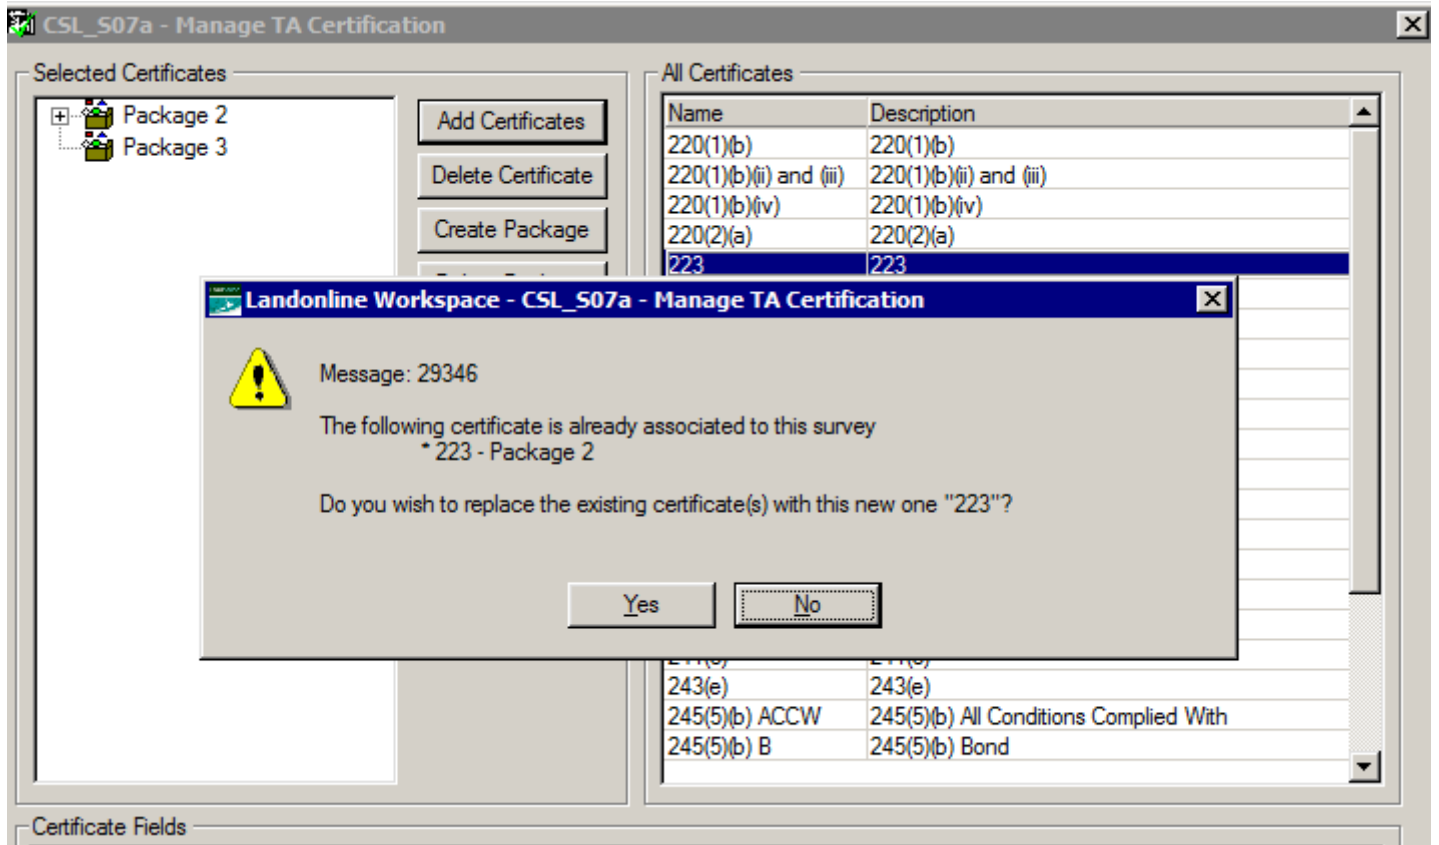 CSL_S07a - Manage TA Certification
Selected Certificates
Package 2
Package 3
Add Certificates
Delete Certificate
Create Package
All Certificates
Name Description
220(1)(b) 220(1)(b)
220(1)(b)(ii) and (iii) 220(1)(b)(ii) and (iii)
220(1)(b)(iv) 220(1)(b)(iv)
220(2)(a) 220(2)(a)
223 223
Landonline Workspace - CSL_S07a - Manage TA Certification
Message: 29346
The following certificate is already associated to this survey
* 223 - Package 2
Do you wish to replace the existing certificate(s) with this new one "223"?
Yes
No
243(e) 243(e)
245(5)(b) ACCW 245(5)(b) All Conditions Complied With
245(5)(b) B 245(5)(b) Bond
Certificate Fields